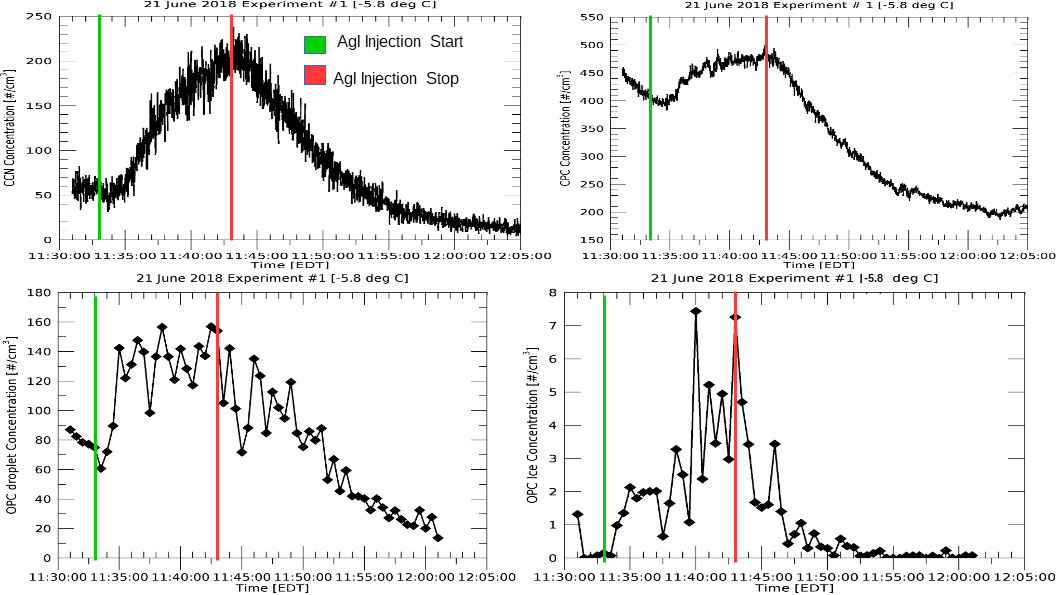 21 June 2018 Experiment #1 [-5.8 deg C]
AgI Injection Start
AgI Injection Stop
CCN Concentration [#/cm³]
250
200
150
100
50
0
11:30:00 11:35:00 11:40:00 11:45:00 11:50:00 11:55:00 12:00:00 12:05:00
Time [EDT]
21 June 2018 Experiment # 1 [-5.8 deg C]
CPC Concentration [#/cm³]
550
500
450
400
350
300
250
200
150
11:30:00 11:35:00 11:40:00 11:45:00 11:50:00 11:55:00 12:00:00 12:05:00
Time [EDT]
21 June 2018 Experiment #1 [-5.8 deg C]
OPC droplet Concentration [#/cm³]
180
160
140
120
100
80
60
40
20
0
11:30:00 11:35:00 11:40:00 11:45:00 11:50:00 11:55:00 12:00:00 12:05:00
Time [EDT]
21 June 2018 Experiment #1 [-5.8 deg C]
OPC Ice Concentration [#/cm³]
8
7
6
5
4
3
2
1
0
11:30:00 11:35:00 11:40:00 11:45:00 11:50:00 11:55:00 12:00:00 12:05:00
Time [EDT]